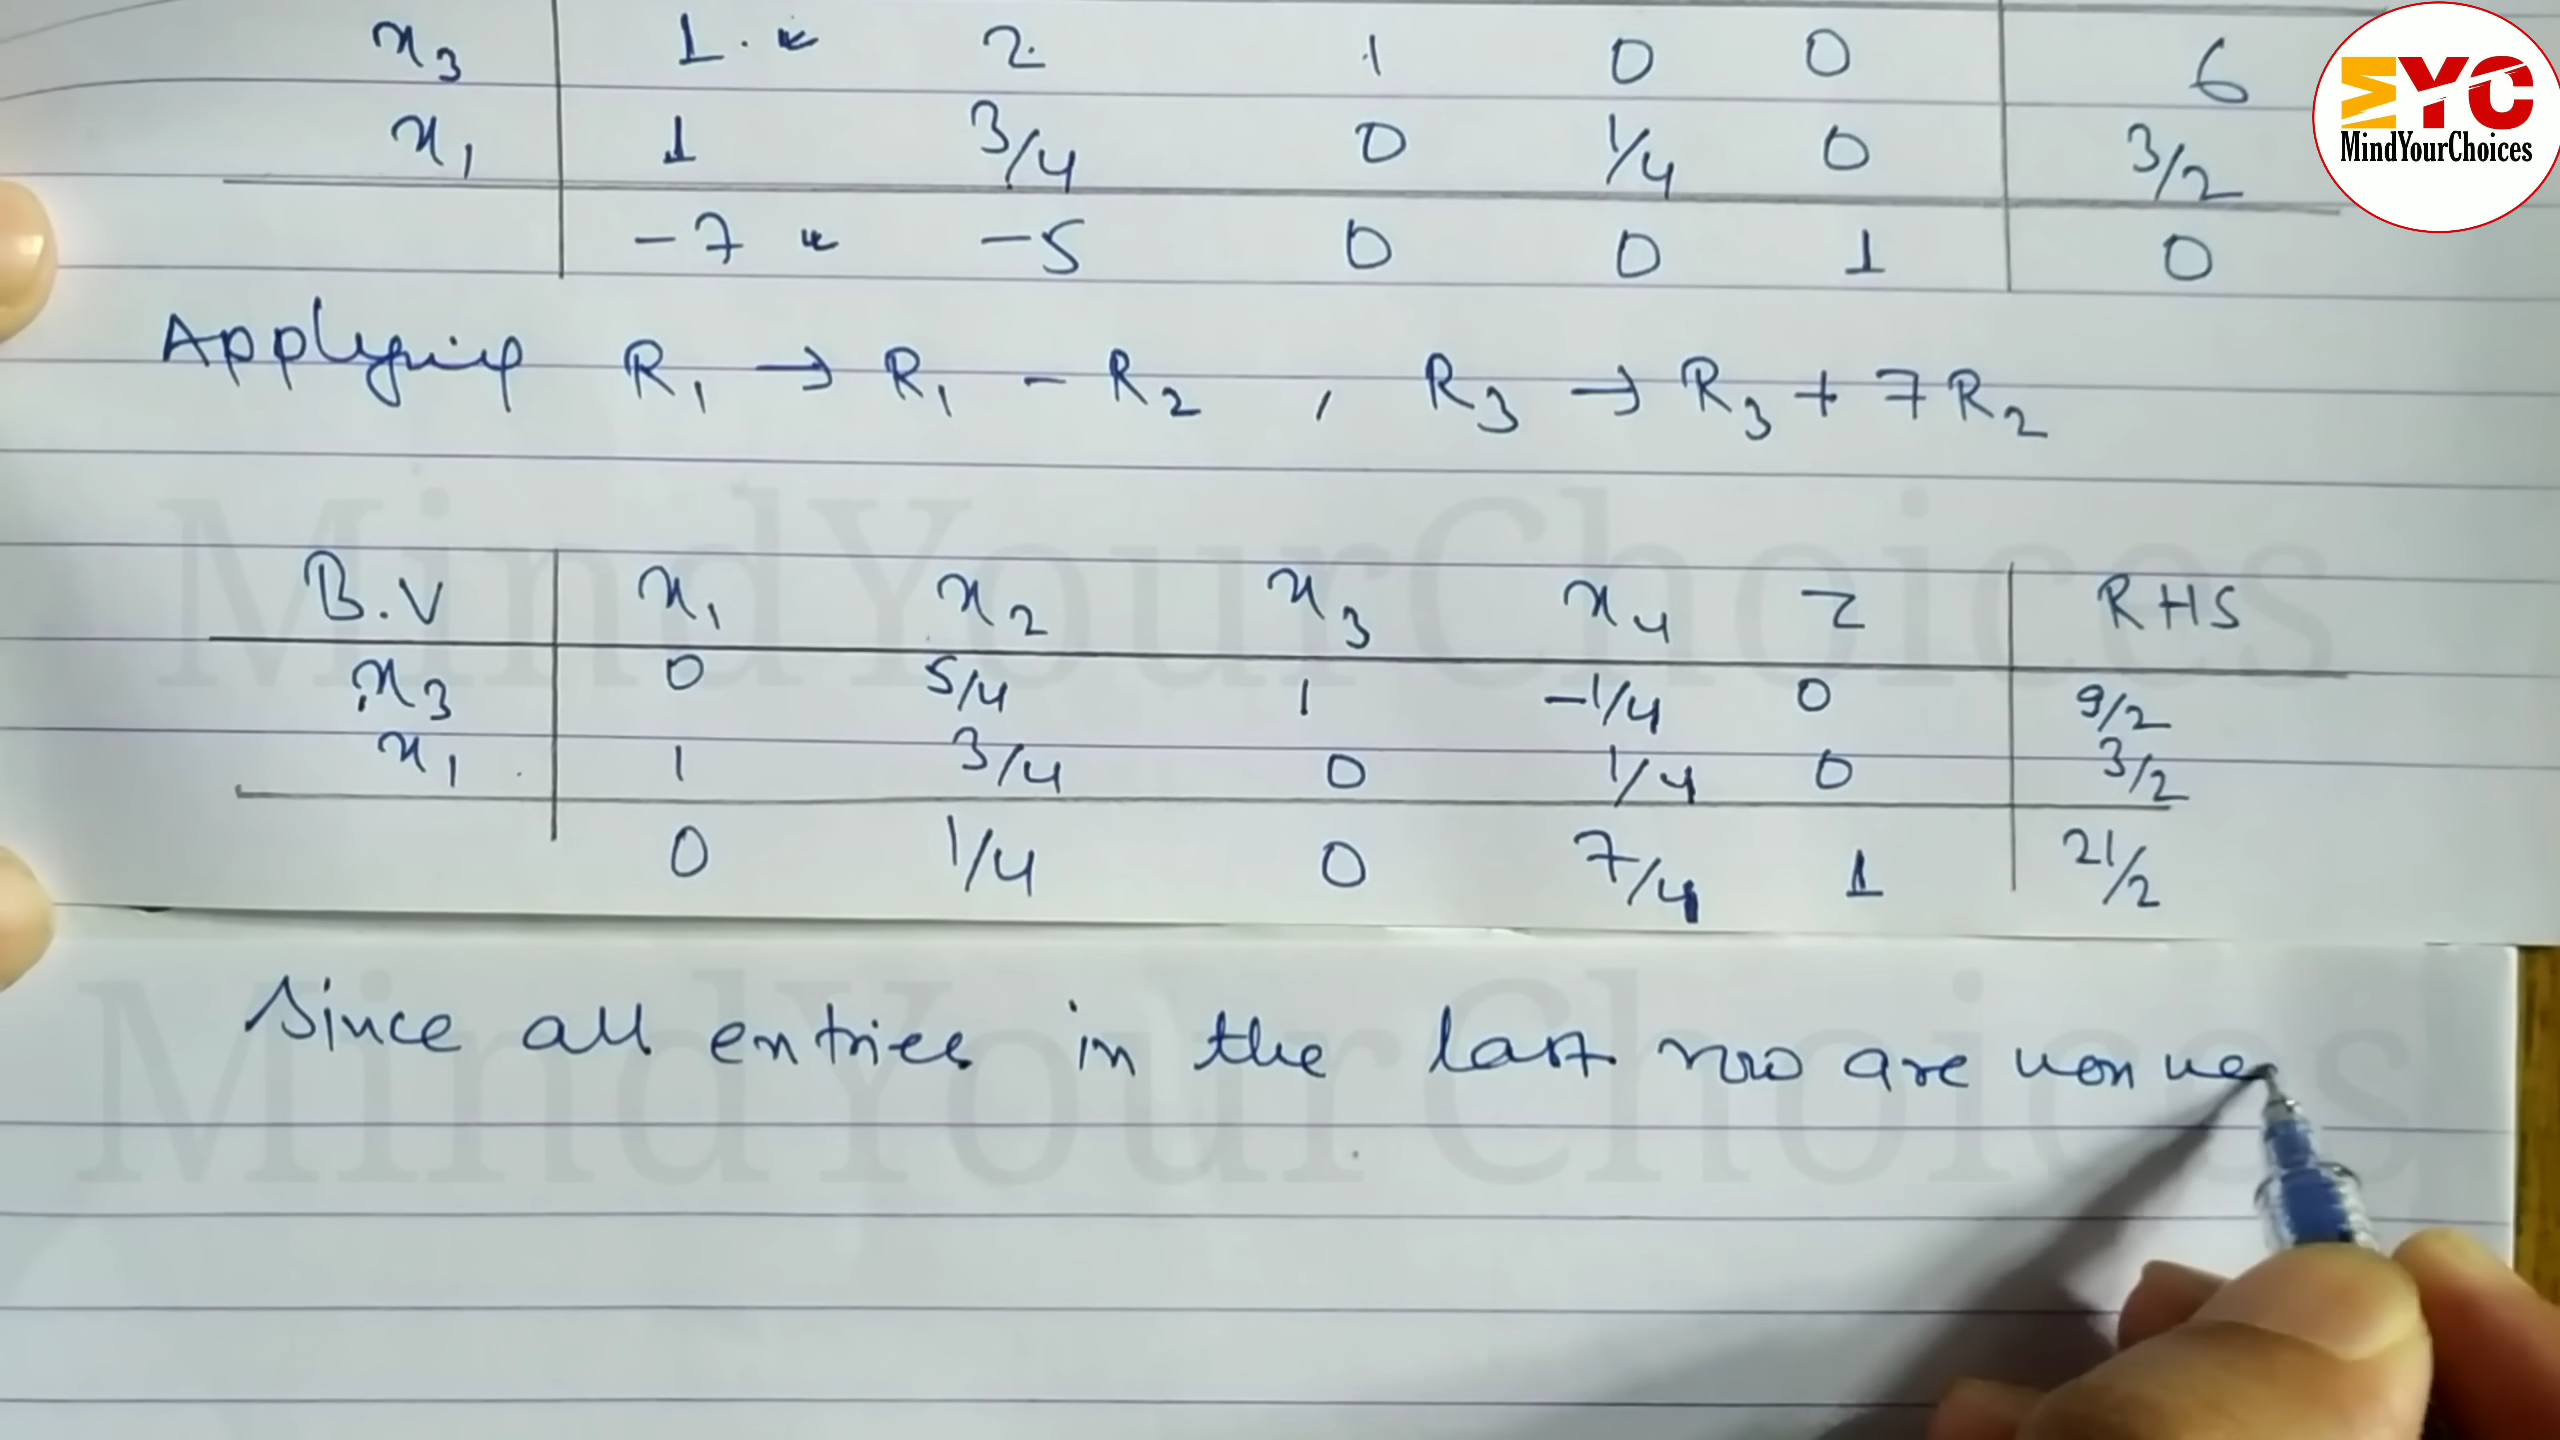 x3 1 2 1 0 0 6
x1 1 3/4 0 1/4 0 3/2
-7 -5 0 0 1 0
MYC
MindYourChoices
Applying R1 → R1 - R2 , R3 → R3 + 7R2
B.V x1 x2 x3 x4 Z RHS
x3 0 5/4 1 -1/4 0 9/2
x1 1 3/4 0 1/4 0 3/2
0 1/4 0 7/4 1 21/2
MindYourChoices
Since all entries in the last row are non ne
MindYourChoices